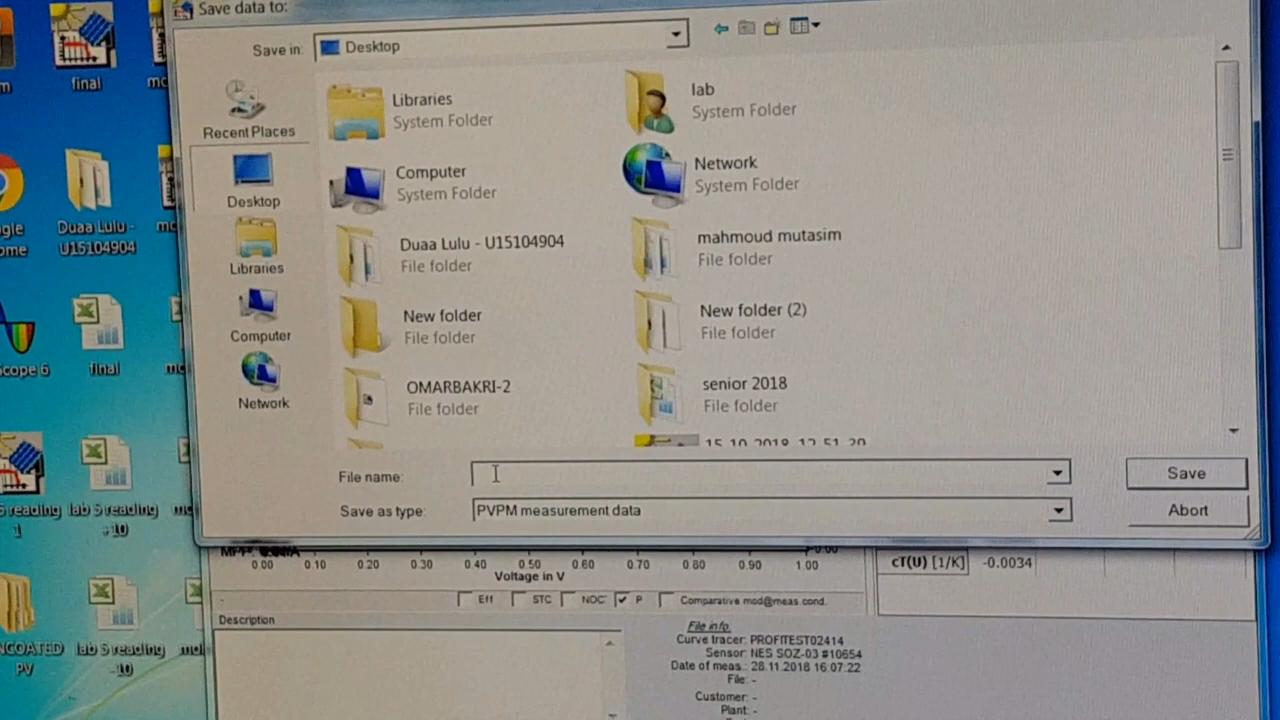 Save data to:
Save in: Desktop
final
Recent Places
Desktop
Libraries
Computer
Network
Libraries
System Folder
lab
System Folder
Computer
System Folder
Network
System Folder
Duaa Lulu - U15104904
File folder
mahmoud mutasim
File folder
New folder
File folder
New folder (2)
File folder
OMARBAKRI-2
File folder
senior 2018
File folder
15.10.2018 12 51 20
File name:
Save
Save as type: PVPM measurement data
Abort
Duaa Lulu -
U15104904
final
lab 5 reading
+10
lab 5 reading
-10
PV
0.00 0.10 0.20 0.30 0.40 0.50 0.60 0.70 0.80 0.90 1.00
Voltage in V
cT(U) [1/K] -0.0034
Eff STC NOC P Comparative mod@meas.cond.
Description
File info
Curve tracer: PROFITEST02414
Sensor: NES SOZ-03 #10654
Date of meas.: 28.11.2018 16:07:22
File: -
Customer: -
Plant: -